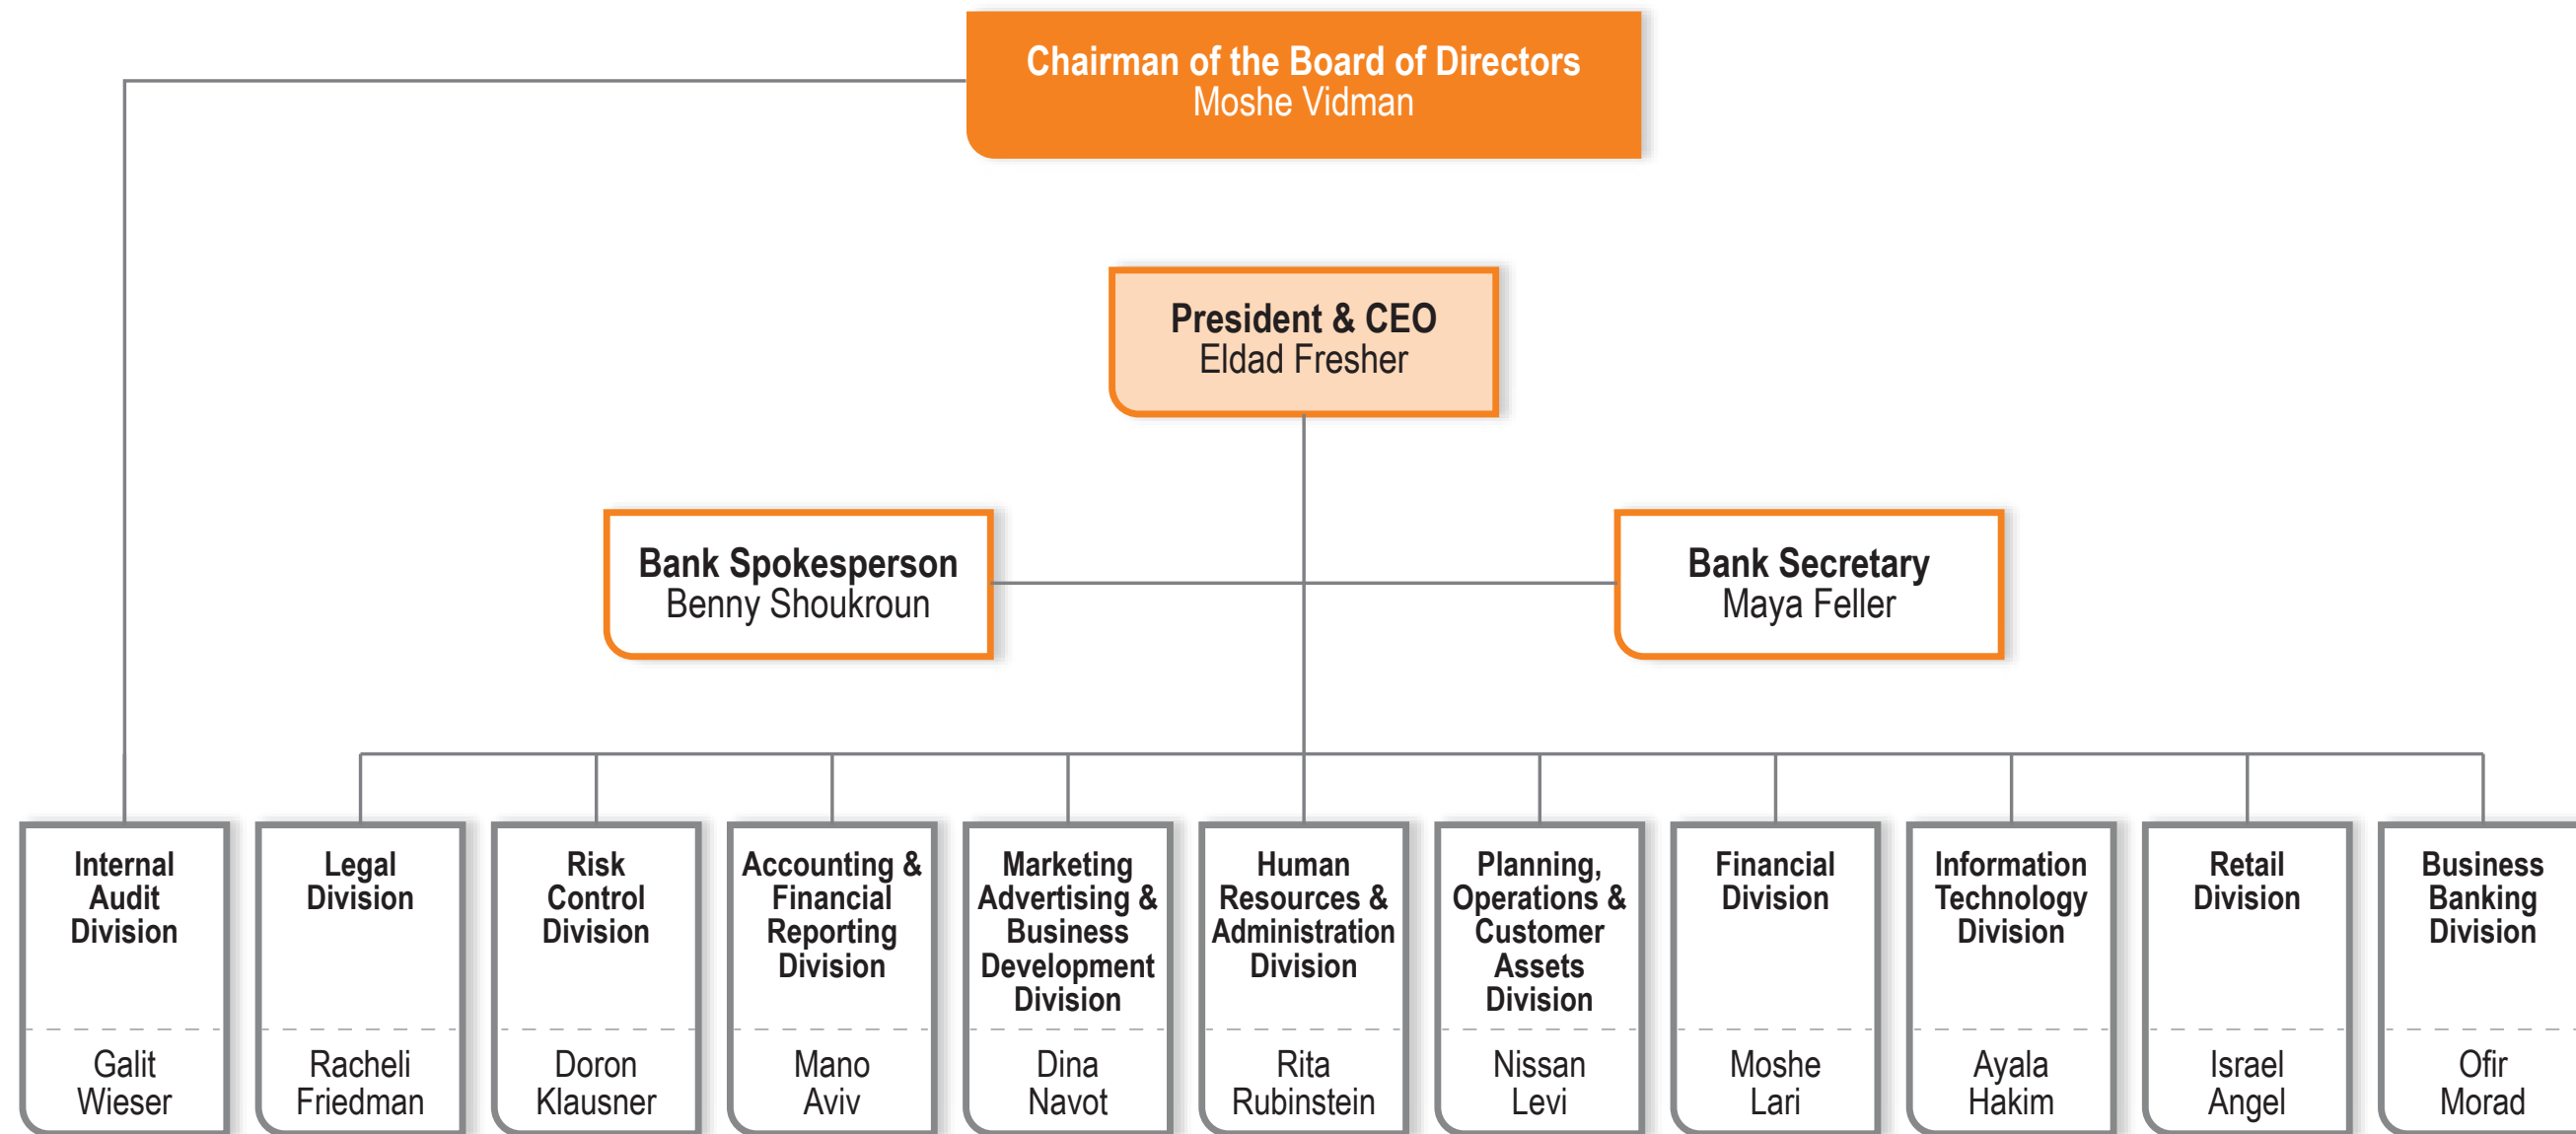 Chairman of the Board of Directors
Moshe Vidman
President & CEO
Eldad Fresher
Bank Spokesperson
Benny Shoukroun
Bank Secretary
Maya Feller
Internal
Audit
Division
Galit
Wieser
Legal
Division
Racheli
Friedman
Risk
Control
Division
Doron
Klausner
Accounting &
Financial
Reporting
Division
Mano
Aviv
Marketing
Advertising &
Business
Development
Division
Dina
Navot
Human
Resources &
Administration
Division
Rita
Rubinstein
Planning,
Operations &
Customer
Assets
Division
Nissan
Levi
Financial
Division
Moshe
Lari
Information
Technology
Division
Ayala
Hakim
Retail
Division
Israel
Angel
Business
Banking
Division
Ofir
Morad